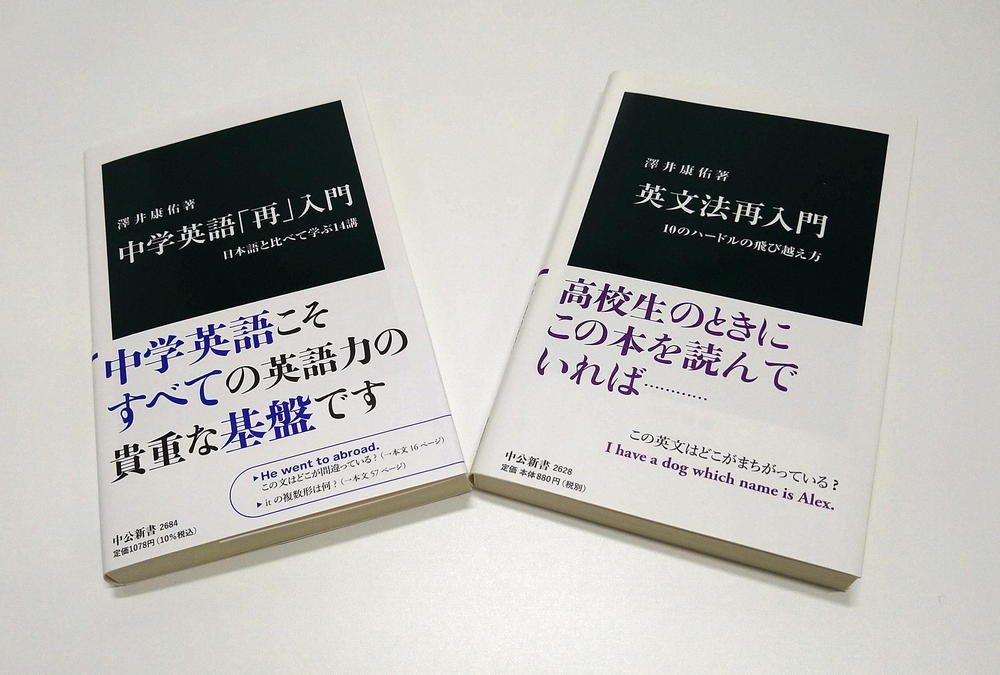 澤井康佑著
中学英語「再」入門
日本語と比べて学ぶ14講
中学英語こそ
すべての英語力の
貴重な基盤です
▶He went to abroad.
この文はどこが間違っている?(→本文16ページ)
▶itの複数形は何?(→本文57ページ)
中公新書 2684
定価1078円(10%税込)
澤井康佑著
英文法再入門
10のハードルの飛び越え方
高校生のときに
この本を読んで
いれば…………
この英文はどこがまちがっている?
I have a dog which name is Alex.
中公新書 2628
定価 本体880円(税別)